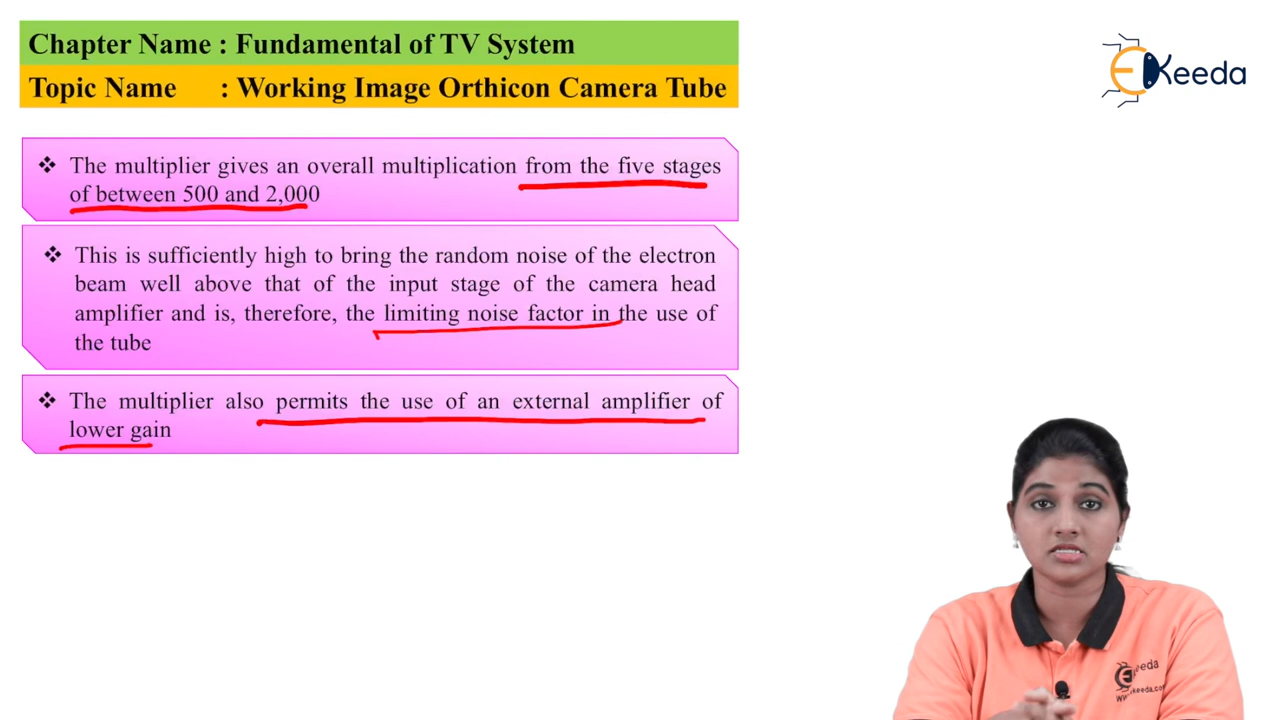 Chapter Name : Fundamental of TV System
Topic Name : Working Image Orthicon Camera Tube
Keeda
❖ The multiplier gives an overall multiplication from the five stages
of between 500 and 2,000
❖ This is sufficiently high to bring the random noise of the electron
beam well above that of the input stage of the camera head
amplifier and is, therefore, the limiting noise factor in the use of
the tube
❖ The multiplier also permits the use of an external amplifier of
lower gain
eeda